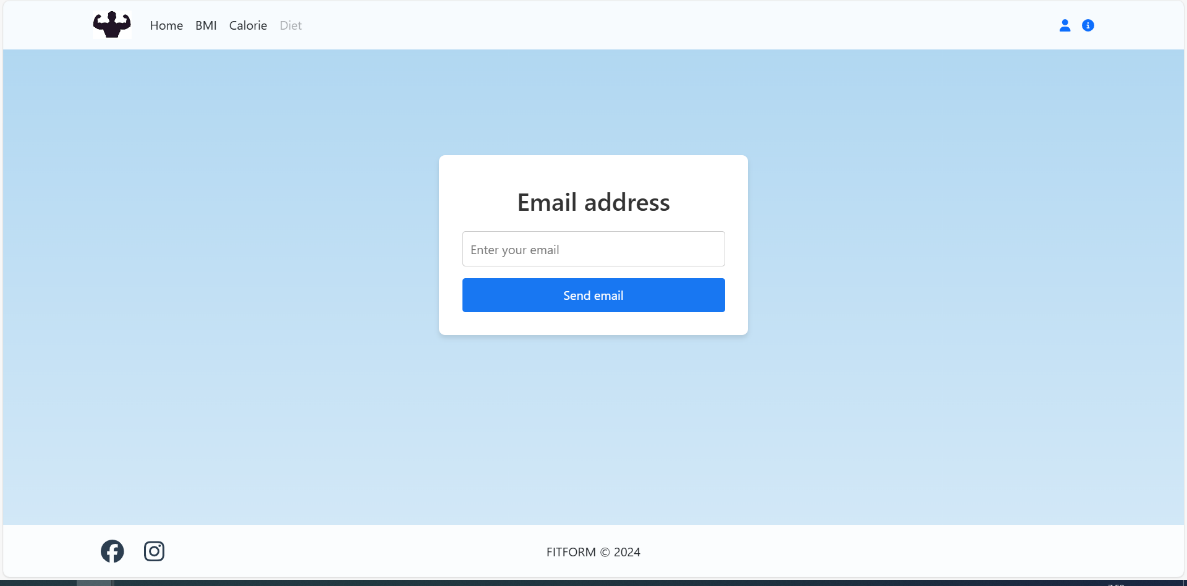 Home BMI Calorie Diet
Email address
Enter your email
Send email
FITFORM © 2024